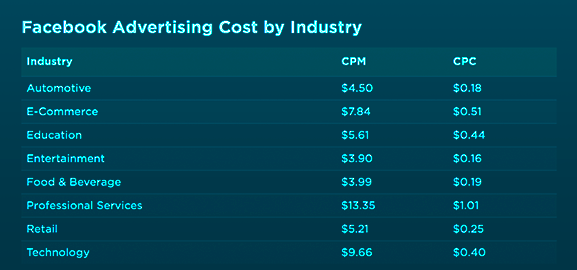 Facebook Advertising Cost by Industry
Industry CPM CPC
Automotive $4.50 $0.18
E-Commerce $7.84 $0.51
Education $5.61 $0.44
Entertainment $3.90 $0.16
Food & Beverage $3.99 $0.19
Professional Services $13.35 $1.01
Retail $5.21 $0.25
Technology $9.66 $0.40